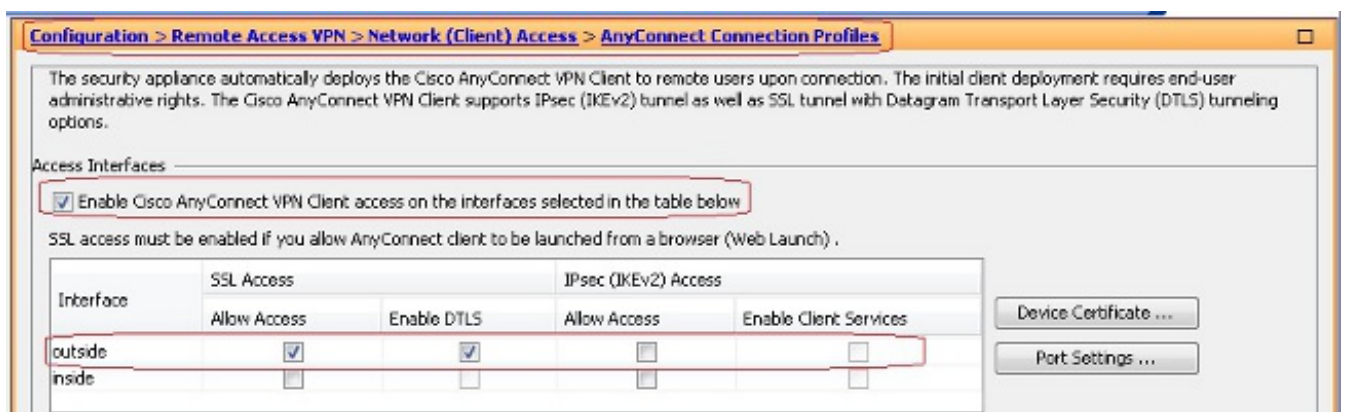 Configuration > Remote Access VPN > Network (Client) Access > AnyConnect Connection Profiles
The security appliance automatically deploys the Cisco AnyConnect VPN Client to remote users upon connection. The initial client deployment requires end-user
administrative rights. The Cisco AnyConnect VPN Client supports IPsec (IKEv2) tunnel as well as SSL tunnel with Datagram Transport Layer Security (DTLS) tunneling
options.
Access Interfaces
Enable Cisco AnyConnect VPN Client access on the interfaces selected in the table below
SSL access must be enabled if you allow AnyConnect client to be launched from a browser (Web Launch) .
Interface
SSL Access
IPsec (IKEv2) Access
Allow Access
Enable DTLS
Allow Access
Enable Client Services
Device Certificate ...
outside
Port Settings ...
inside